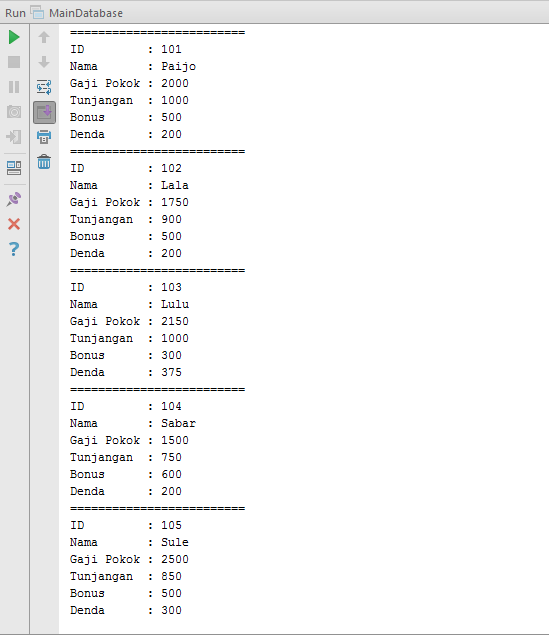 Run MainDatabase
=========================
ID         : 101
Nama       : Paijo
Gaji Pokok : 2000
Tunjangan  : 1000
Bonus      : 500
Denda      : 200
=========================
ID         : 102
Nama       : Lala
Gaji Pokok : 1750
Tunjangan  : 900
Bonus      : 500
Denda      : 200
=========================
ID         : 103
Nama       : Lulu
Gaji Pokok : 2150
Tunjangan  : 1000
Bonus      : 300
Denda      : 375
=========================
ID         : 104
Nama       : Sabar
Gaji Pokok : 1500
Tunjangan  : 750
Bonus      : 600
Denda      : 200
=========================
ID         : 105
Nama       : Sule
Gaji Pokok : 2500
Tunjangan  : 850
Bonus      : 500
Denda      : 300